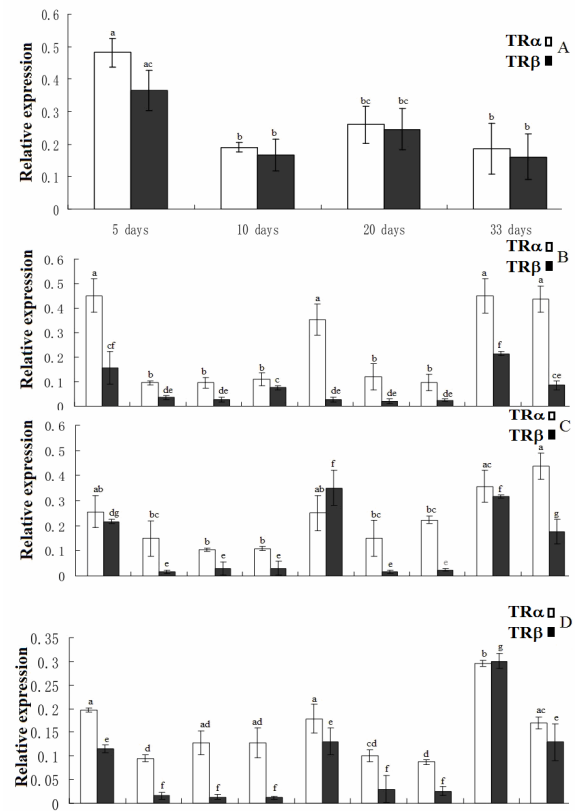 Relative expression
0.6
0.5
0.4
0.3
0.2
0.1
0
a
ac
b
b
bc
bc
b
b
TRα
TRβ
A
5 days
10 days
20 days
33 days
Relative expression
0.6
0.5
0.4
0.3
0.2
0.1
0
a
cf
b
de
b
de
b
c
a
de
b
de
b
de
a
f
a
ce
TRα
TRβ
B
Relative expression
0.6
0.5
0.4
0.3
0.2
0.1
0
ab
dg
bc
e
b
e
b
e
ab
f
bc
e
bc
e
ac
f
a
g
TRα
TRβ
C
Relative expression
0.35
0.3
0.25
0.2
0.15
0.1
0.05
0
a
e
d
f
ad
f
ad
f
a
e
cd
f
d
f
b
g
ac
e
TRα
TRβ
D